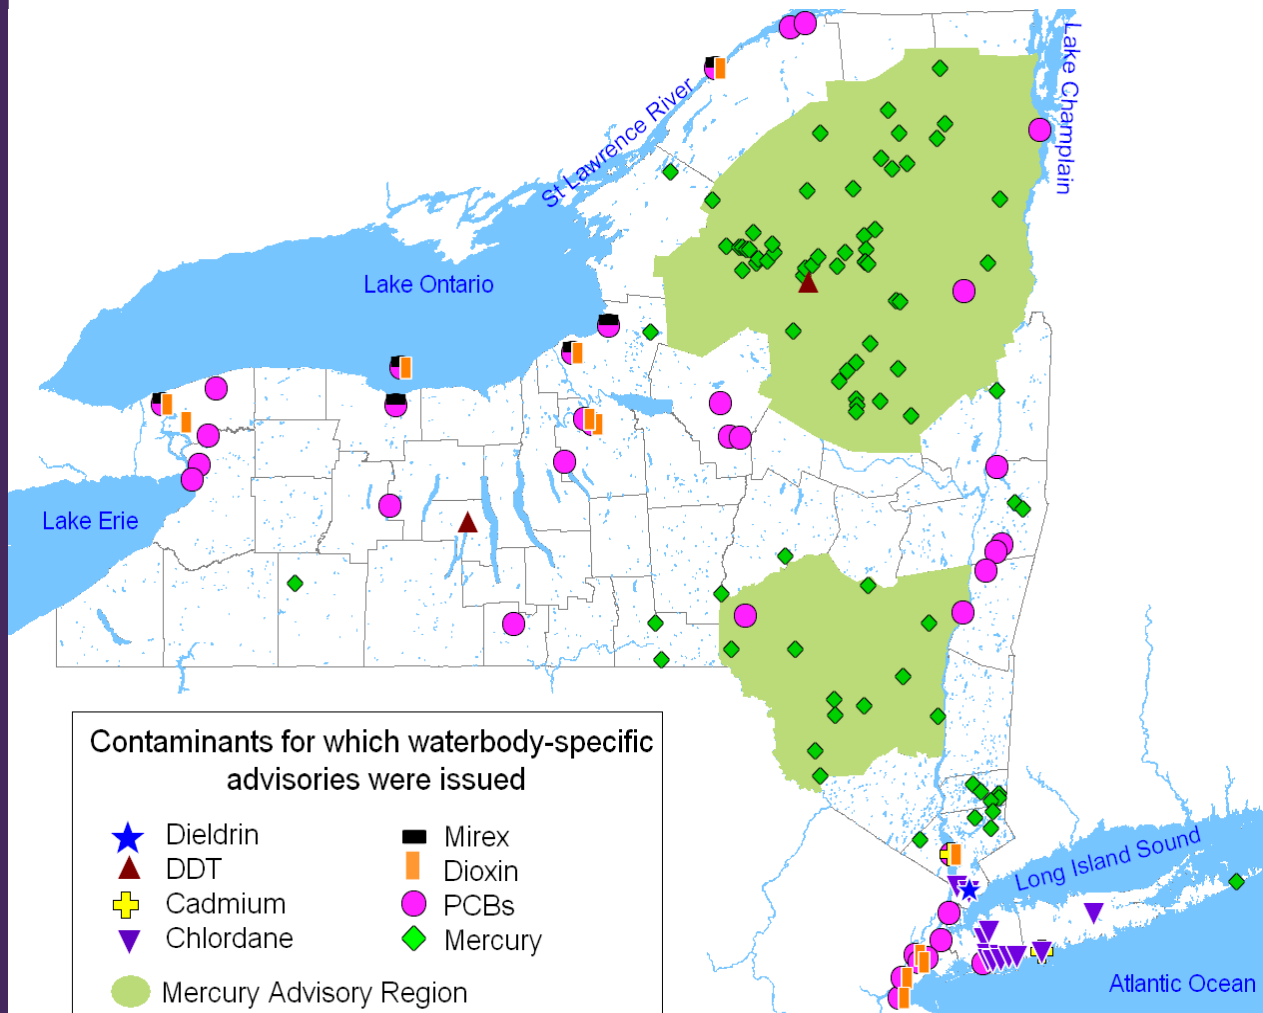 Lake Champlain
St Lawrence River
Lake Ontario
Lake Erie
Contaminants for which waterbody-specific
advisories were issued
Dieldrin
DDT
Cadmium
Chlordane
Mirex
Dioxin
PCBs
Mercury
Mercury Advisory Region
Long Island Sound
Atlantic Ocean